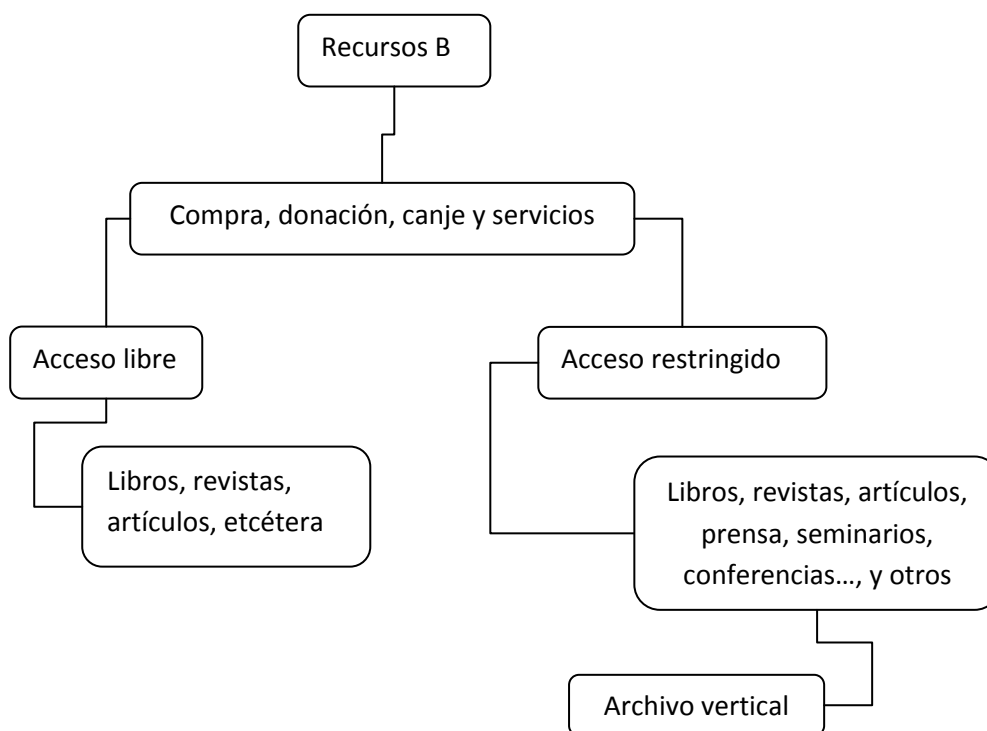 Recursos B
Compra, donación, canje y servicios
Acceso libre
Acceso restringido
Libros, revistas,
artículos, etcétera
Libros, revistas, artículos,
prensa, seminarios,
conferencias…, y otros
Archivo vertical